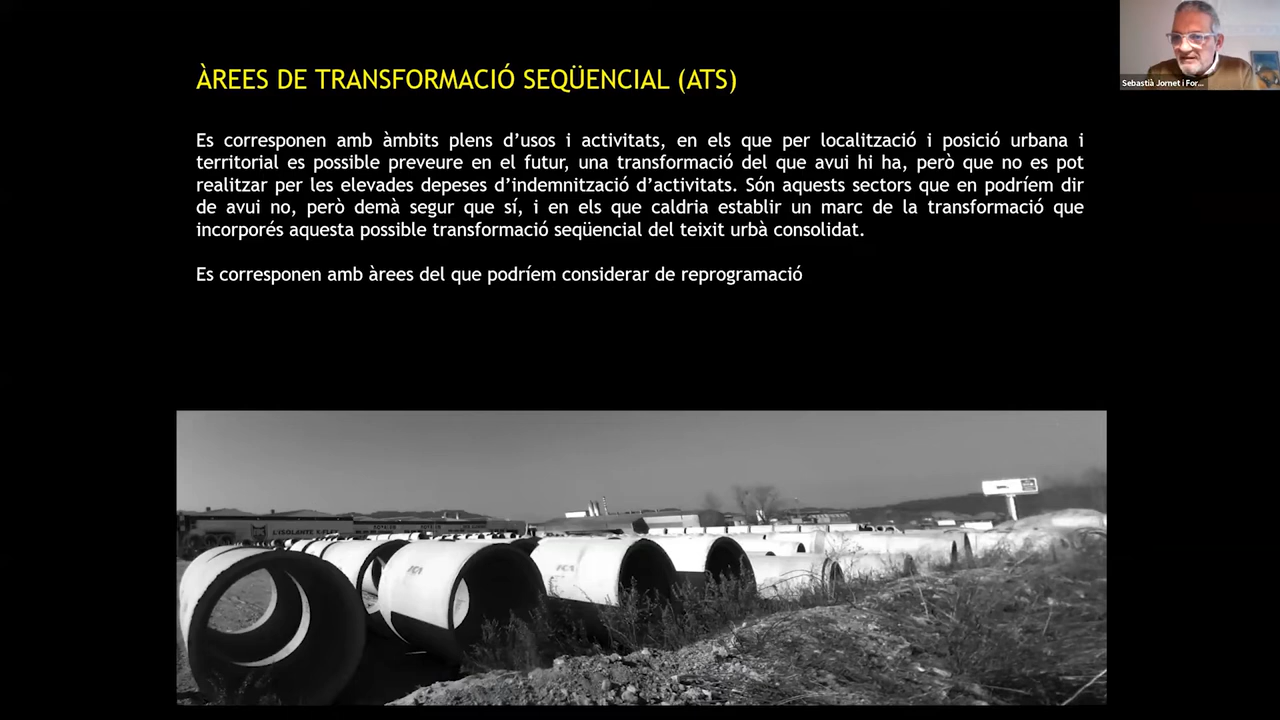 ÀREES DE TRANSFORMACIÓ SEQÜENCIAL (ATS)
Es corresponen amb àmbits plens d’usos i activitats, en els que per localització i posició urbana i
territorial es possible preveure en el futur, una transformació del que avui hi ha, però que no es pot
realitzar per les elevades depeses d’indemnització d’activitats. Són aquests sectors que en podríem dir
de avui no, però demà segur que sí, i en els que caldria establir un marc de la transformació que
incorporés aquesta possible transformació seqüencial del teixit urbà consolidat.
Es corresponen amb àrees del que podríem considerar de reprogramació
Sebastià Jornet i For...